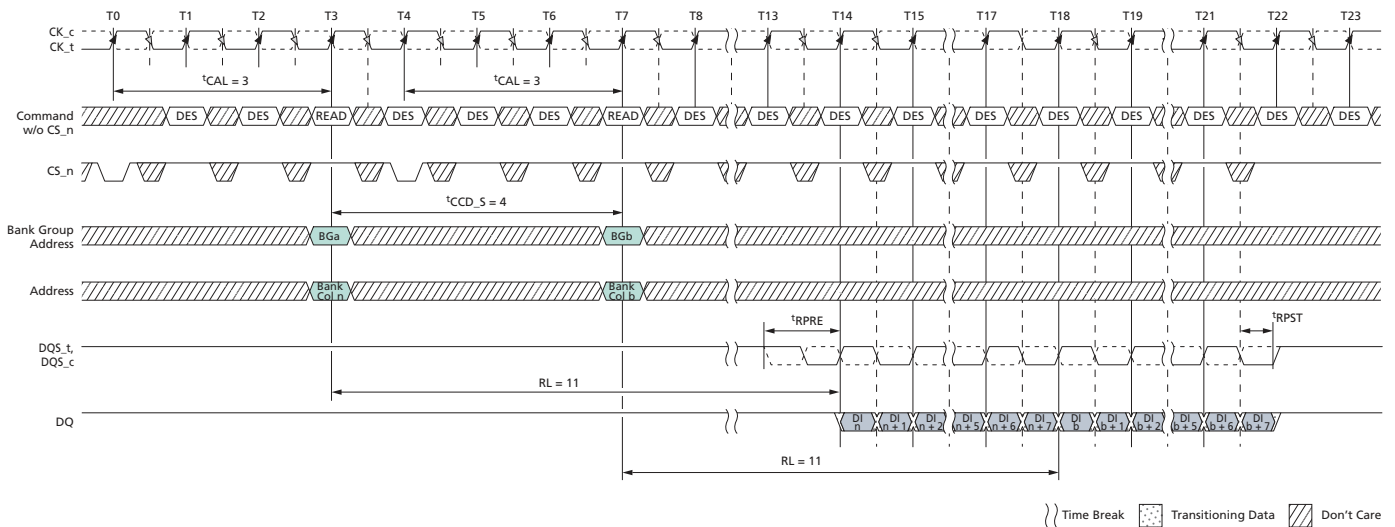 T0 T1 T2 T3 T4 T5 T6 T7 T8 T13 T14 T15 T17 T18 T19 T21 T22 T23
CK_c
CK_t
tCAL = 3 tCAL = 3
Command
w/o CS_n
DES DES READ DES DES DES READ DES DES DES DES DES DES DES DES DES DES
CS_n
tCCD_S = 4
Bank Group
Address
BGa BGb
Address
Bank
Col n
Bank
Col b
tRPRE tRPST
DQS_t,
DQS_c
RL = 11
DQ
DI
n
DI
n + 1
DI
n + 2
DI
n + 5
DI
n + 6
DI
n + 7
DI
b
DI
b + 1
DI
b + 2
DI
b + 5
DI
b + 6
DI
b + 7
RL = 11
Time Break Transitioning Data Don't Care